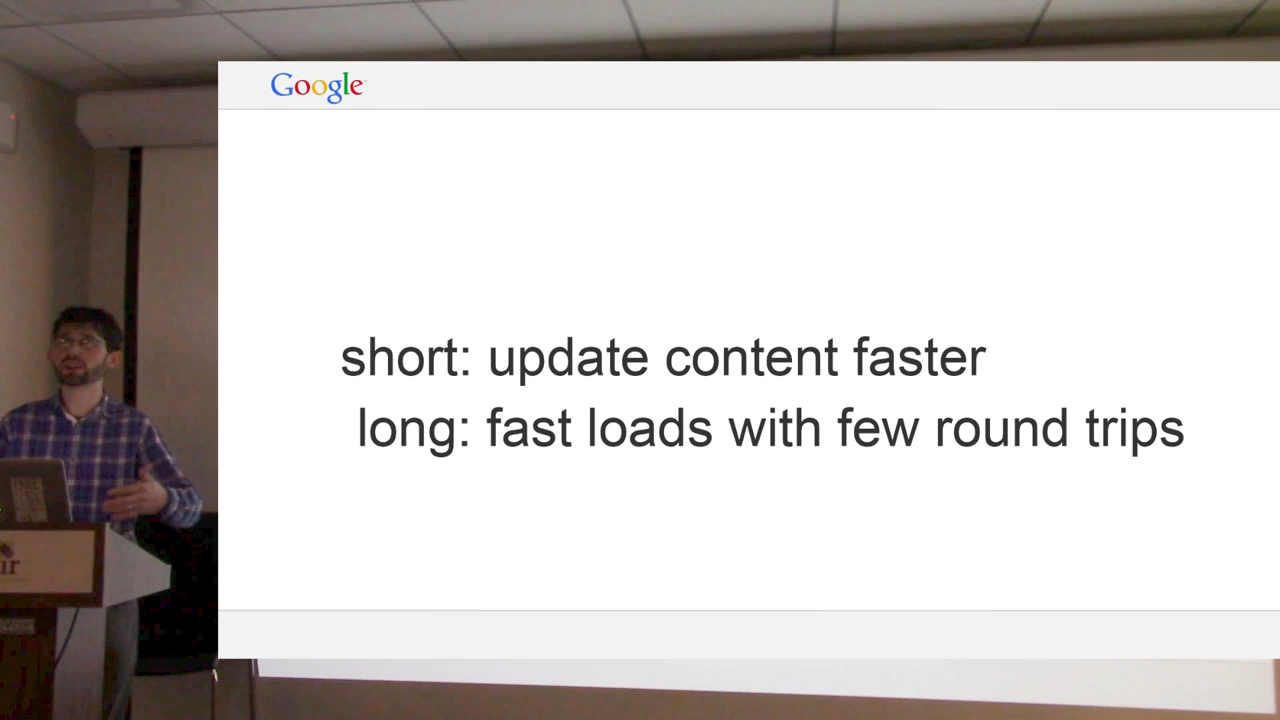 Google
short: update content faster
long: fast loads with few round trips